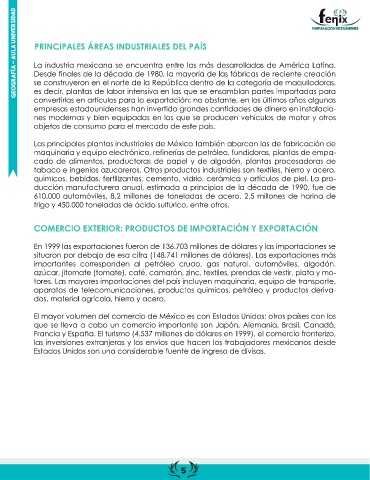 fenix
PREPARACIÓN DE EXÁMENES
GEOGRAFÍA - AULA UNIVERSIDAD
PRINCIPALES ÁREAS INDUSTRIALES DEL PAÍS
La industria mexicana se encuentra entre las más desarrolladas de América Latina.
Desde finales de la década de 1980, la mayoría de las fábricas de reciente creación
se construyeron en el norte de la República dentro de la categoría de maquiladoras,
es decir, plantas de labor intensiva en las que se ensamblan partes importadas para
convertirlas en artículos para la exportación; no obstante, en los últimos años algunas
empresas estadounidenses han invertido grandes cantidades de dinero en instalacio-
nes modernas y bien equipadas en las que se producen vehículos de motor y otros
objetos de consumo para el mercado de este país.
Las principales plantas industriales de México también abarcan las de fabricación de
maquinaria y equipo electrónico, refinerías de petróleo, fundidoras, plantas de empa-
cado de alimentos, productoras de papel y de algodón, plantas procesadoras de
tabaco e ingenios azucareros. Otros productos industriales son textiles, hierro y acero,
químicos, bebidas, fertilizantes, cemento, vidrio, cerámica y artículos de piel. La pro-
ducción manufacturera anual, estimada a principios de la década de 1990, fue de
610.000 automóviles, 8,2 millones de toneladas de acero, 2,5 millones de harina de
trigo y 450.000 toneladas de ácido sulfúrico, entre otros.
COMERCIO EXTERIOR: PRODUCTOS DE IMPORTACIÓN Y EXPORTACIÓN
En 1999 las exportaciones fueron de 136.703 millones de dólares y las importaciones se
situaron por debajo de esa cifra (148.741 millones de dólares). Las exportaciones más
importantes corresponden al petróleo crudo, gas natural, automóviles, algodón,
azúcar, jitomate (tomate), café, camarón, zinc, textiles, prendas de vestir, plata y mo-
tores. Las mayores importaciones del país incluyen maquinaria, equipo de transporte,
aparatos de telecomunicaciones, productos químicos, petróleo y productos deriva-
dos, material agrícola, hierro y acero.
El mayor volumen del comercio de México es con Estados Unidos; otros países con los
que se lleva a cabo un comercio importante son Japón, Alemania, Brasil, Canadá,
Francia y España. El turismo (4.537 millones de dólares en 1999), el comercio fronterizo,
las inversiones extranjeras y los envíos que hacen los trabajadores mexicanos desde
Estados Unidos son una considerable fuente de ingreso de divisas.
5